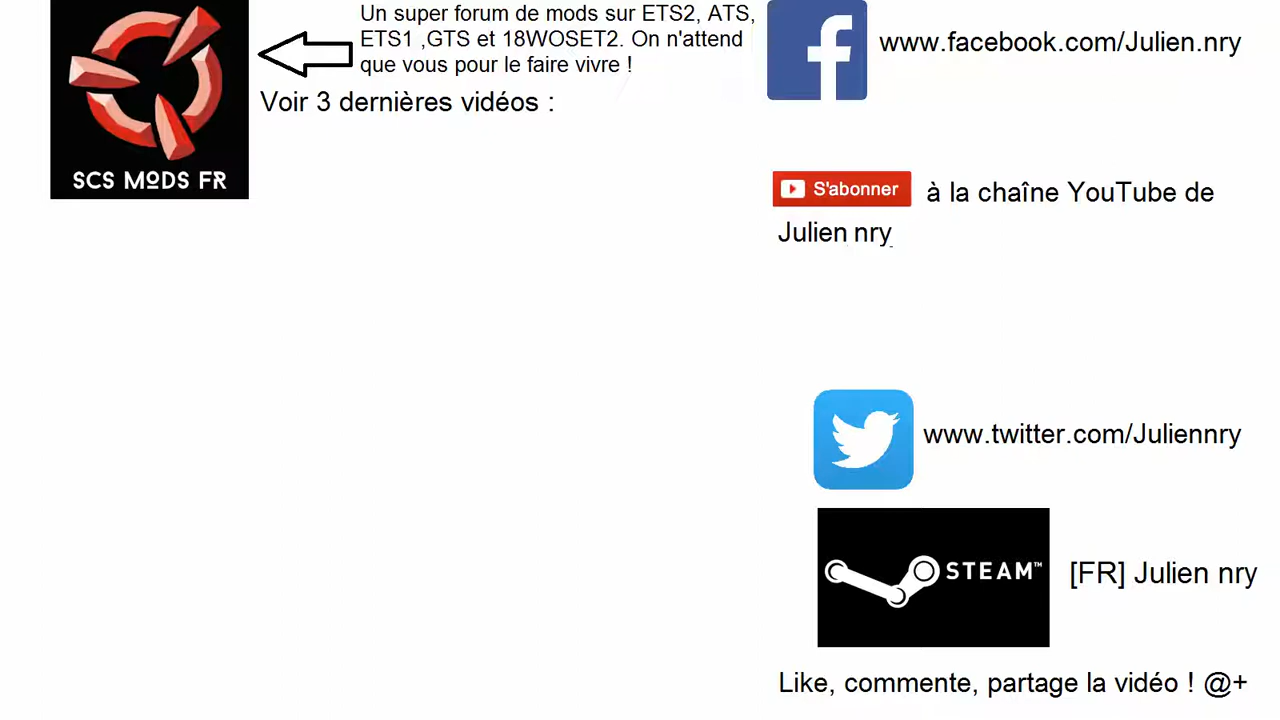 Un super forum de mods sur ETS2, ATS,
ETS1 ,GTS et 18WOSET2. On n'attend
que vous pour le faire vivre !
Voir 3 dernières vidéos :
SCS MODS FR
www.facebook.com/Julien.nry
S'abonner à la chaîne YouTube de
Julien nry
www.twitter.com/Juliennry
STEAM™
[FR] Julien nry
Like, commente, partage la vidéo ! @+